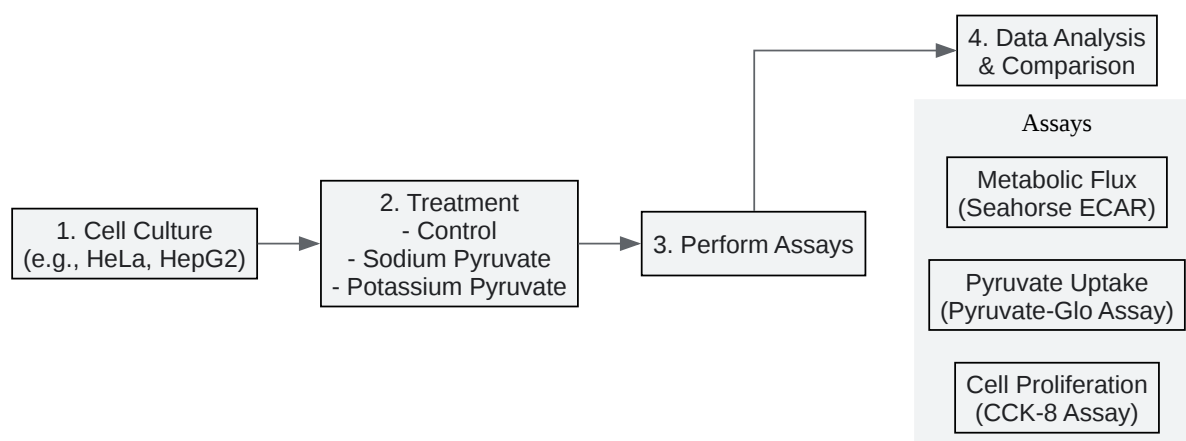 1. Cell Culture
(e.g., HeLa, HepG2)
2. Treatment
- Control
- Sodium Pyruvate
- Potassium Pyruvate
3. Perform Assays
4. Data Analysis
& Comparison
Assays
Metabolic Flux
(Seahorse ECAR)
Pyruvate Uptake
(Pyruvate-Glo Assay)
Cell Proliferation
(CCK-8 Assay)